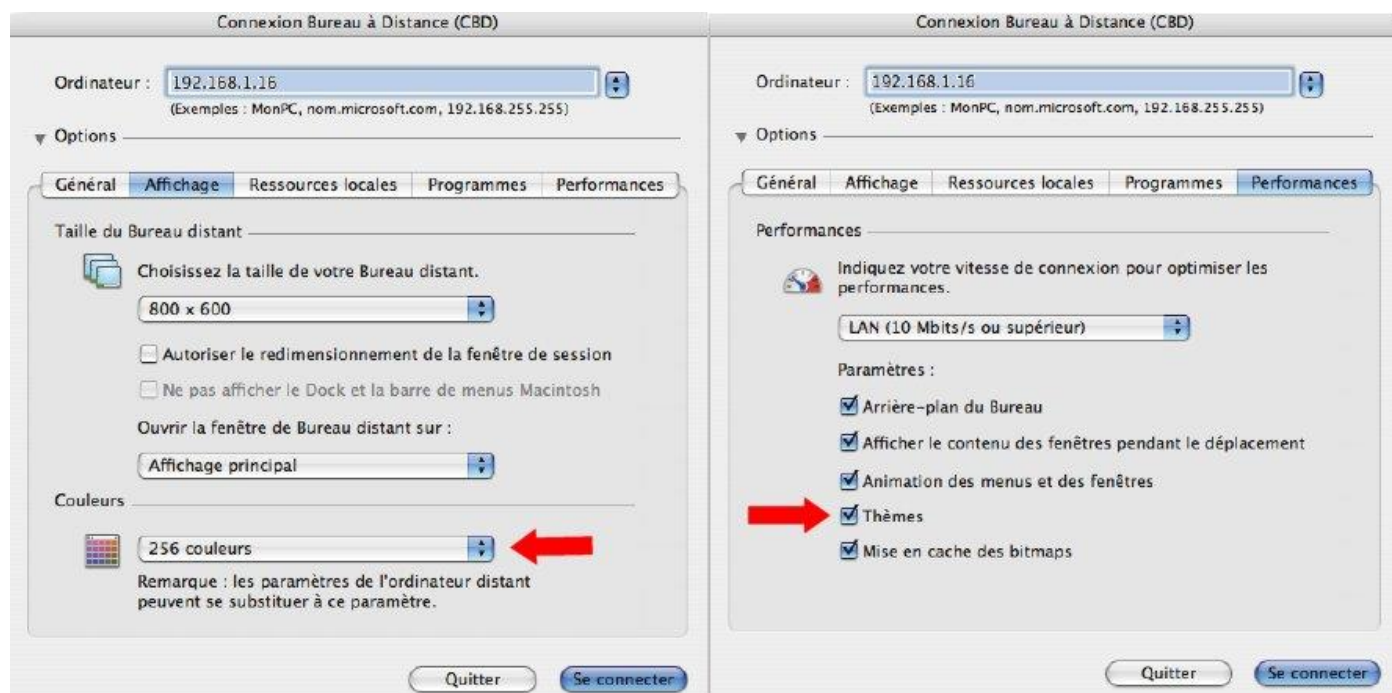 Connexion Bureau à Distance (CBD)
Ordinateur : 192.168.1.16
(Exemples : MonPC, nom.microsoft.com, 192.168.255.255)
Options
Général Affichage Ressources locales Programmes Performances
Taille du Bureau distant
Choisissez la taille de votre Bureau distant.
800 x 600
Autoriser le redimensionnement de la fenêtre de session
Ne pas afficher le Dock et la barre de menus Macintosh
Ouvrir la fenêtre de Bureau distant sur :
Affichage principal
Couleurs
256 couleurs
Remarque : les paramètres de l'ordinateur distant
peuvent se substituer à ce paramètre.
Quitter Se connecter
Connexion Bureau à Distance (CBD)
Ordinateur : 192.168.1.16
(Exemples : MonPC, nom.microsoft.com, 192.168.255.255)
Options
Général Affichage Ressources locales Programmes Performances
Performances
Indiquez votre vitesse de connexion pour optimiser les
performances.
LAN (10 Mbits/s ou supérieur)
Paramètres :
Arrière-plan du Bureau
Afficher le contenu des fenêtres pendant le déplacement
Animation des menus et des fenêtres
Thèmes
Mise en cache des bitmaps
Quitter Se connecter